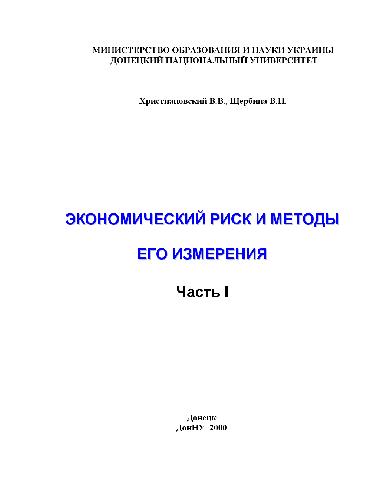 МИНИСТЕРСТВО ОБРАЗОВАНИЯ И НАУКИ УКРАИНЫ
ДОНЕЦКИЙ НАЦИОНАЛЬНЫЙ УНИВЕРСИТЕТ
Христиановский В.В., Щербина В.П.
ЭКОНОМИЧЕСКИЙ РИСК И МЕТОДЫ
ЕГО ИЗМЕРЕНИЯ
Часть I
Донецк
ДонНУ 2000